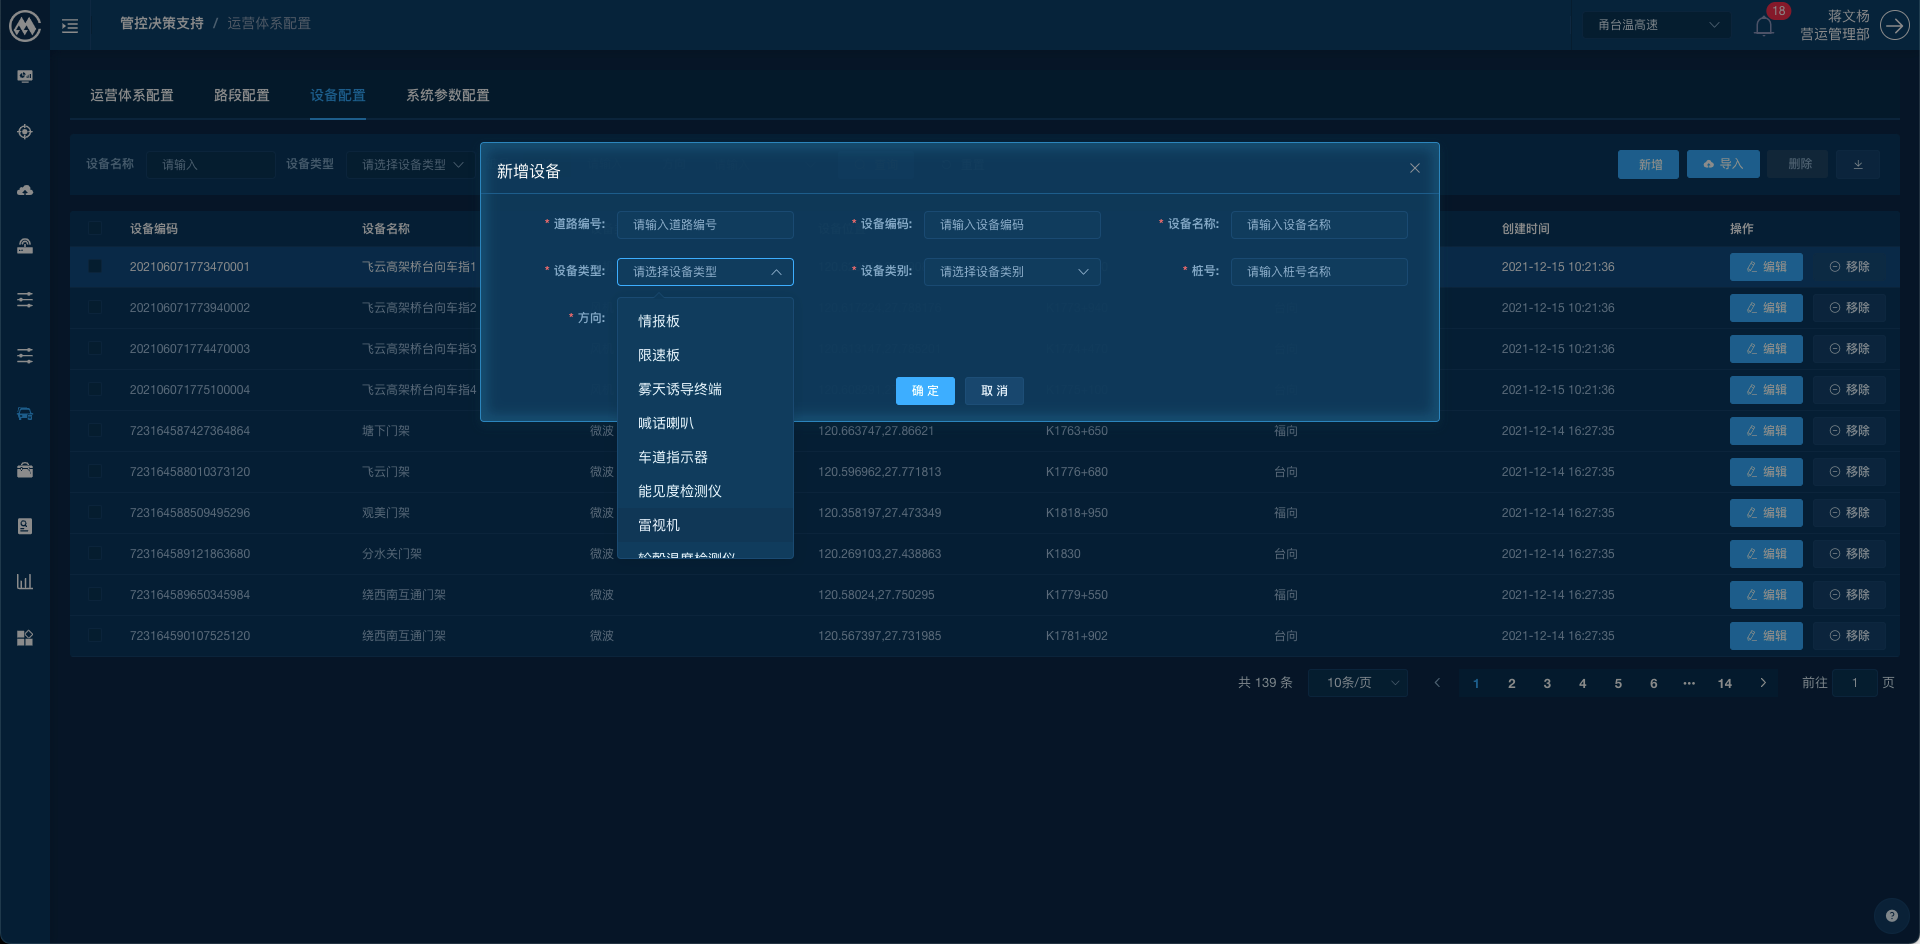 管控决策支持 / 运营体系配置
甬台温高速
18
蒋文杨
营运管理部
运营体系配置 路段配置 设备配置 系统参数配置
设备名称 请输入 设备类型 请选择设备类型 新增 导入 删除
新增设备
* 道路编号: 请输入道路编号 * 设备编码: 请输入设备编码 * 设备名称: 请输入设备名称
* 设备类型: 请选择设备类型 * 设备类别: 请选择设备类别 * 桩号: 请输入桩号名称
* 方向:
情报板
限速板
雾天诱导终端
喊话喇叭
车道指示器
能见度检测仪
雷视机
轮毂温度检测仪
确 定 取 消
设备编码 设备名称 创建时间 操作
202106071773470001 飞云高架桥台向车指1 2021-12-15 10:21:36 编辑 移除
202106071773940002 飞云高架桥台向车指2 2021-12-15 10:21:36 编辑 移除
202106071774470003 飞云高架桥台向车指3 2021-12-15 10:21:36 编辑 移除
202106071775100004 飞云高架桥台向车指4 2021-12-15 10:21:36 编辑 移除
723164587427364864 塘下门架 微波 120.663747,27.86621 K1763+650 福向 2021-12-14 16:27:35 编辑 移除
723164588010373120 飞云门架 微波 120.596962,27.771813 K1776+680 台向 2021-12-14 16:27:35 编辑 移除
723164588509495296 观美门架 微波 120.358197,27.473349 K1818+950 福向 2021-12-14 16:27:35 编辑 移除
723164589121863680 分水关门架 微波 120.269103,27.438863 K1830 台向 2021-12-14 16:27:35 编辑 移除
723164589650345984 绕西南互通门架 微波 120.58024,27.750295 K1779+550 福向 2021-12-14 16:27:35 编辑 移除
723164590107525120 绕西南互通门架 微波 120.567397,27.731985 K1781+902 台向 2021-12-14 16:27:35 编辑 移除
共 139 条 10条/页 1 2 3 4 5 6 ··· 14 前往 1 页